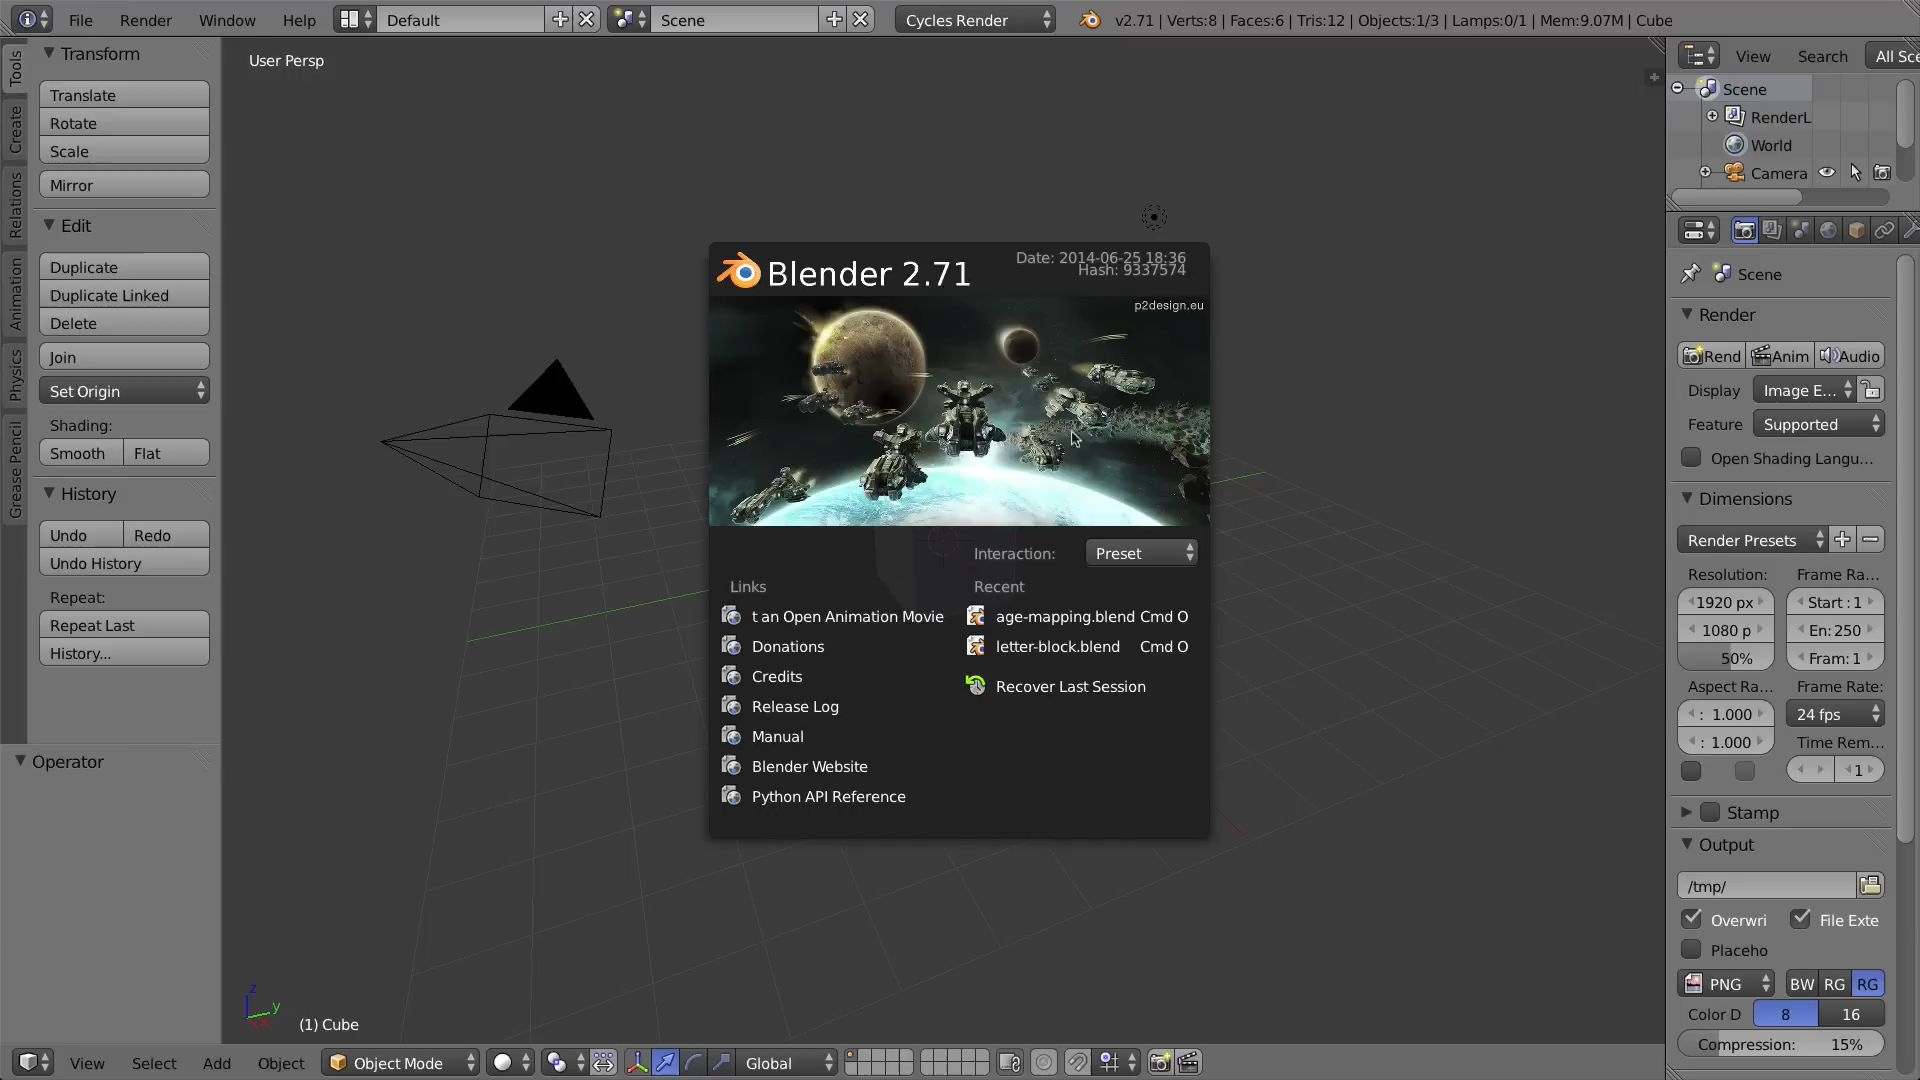 File Render Window Help Default Scene Cycles Render v2.71 | Verts:8 | Faces:6 | Tris:12 | Objects:1/3 | Lamps:0/1 | Mem:9.07M | Cube
Tools
Create
Relations
Animation
Physics
Grease Pencil
Transform
Translate
Rotate
Scale
Mirror
Edit
Duplicate
Duplicate Linked
Delete
Join
Set Origin
Shading:
Smooth Flat
History
Undo Redo
Undo History
Repeat:
Repeat Last
History...
Operator
User Persp
Blender 2.71
Date: 2014-06-25 18:36
Hash: 9337574
p2design.eu
Interaction: Preset
Links
t an Open Animation Movie
Donations
Credits
Release Log
Manual
Blender Website
Python API Reference
Recent
age-mapping.blend Cmd O
letter-block.blend Cmd O
Recover Last Session
z
y
(1) Cube
View Select Add Object Object Mode Global
View Search All Sce
Scene
RenderL
World
Camera
Scene
Render
Rend Anim Audio
Display Image E...
Feature Supported
Open Shading Langu...
Dimensions
Render Presets
Resolution: Frame Ra...
1920 px Start : 1
1080 p En: 250
50% Fram: 1
Aspect Ra... Frame Rate:
: 1.000 24 fps
: 1.000 Time Rem...
1
Stamp
Output
/tmp/
Overwri File Exte
Placeho
PNG BW RG RG
Color D 8 16
Compression: 15%